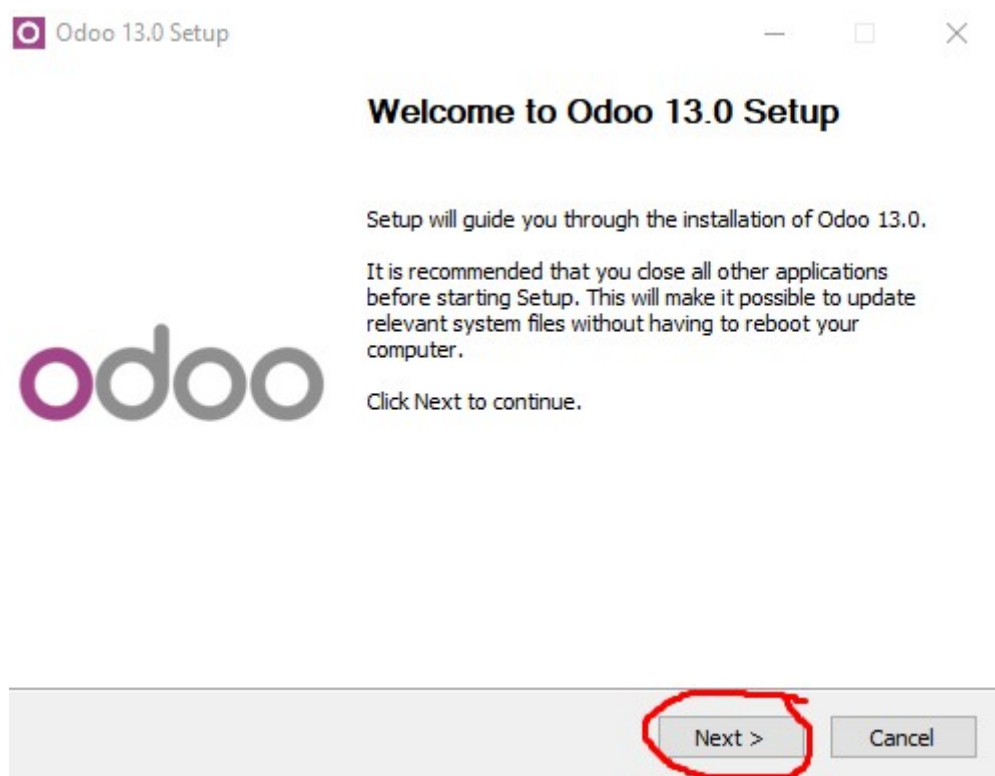 Odoo 13.0 Setup
Welcome to Odoo 13.0 Setup
Setup will guide you through the installation of Odoo 13.0.
It is recommended that you close all other applications
before starting Setup. This will make it possible to update
relevant system files without having to reboot your
computer.
odoo
Click Next to continue.
Next >
Cancel